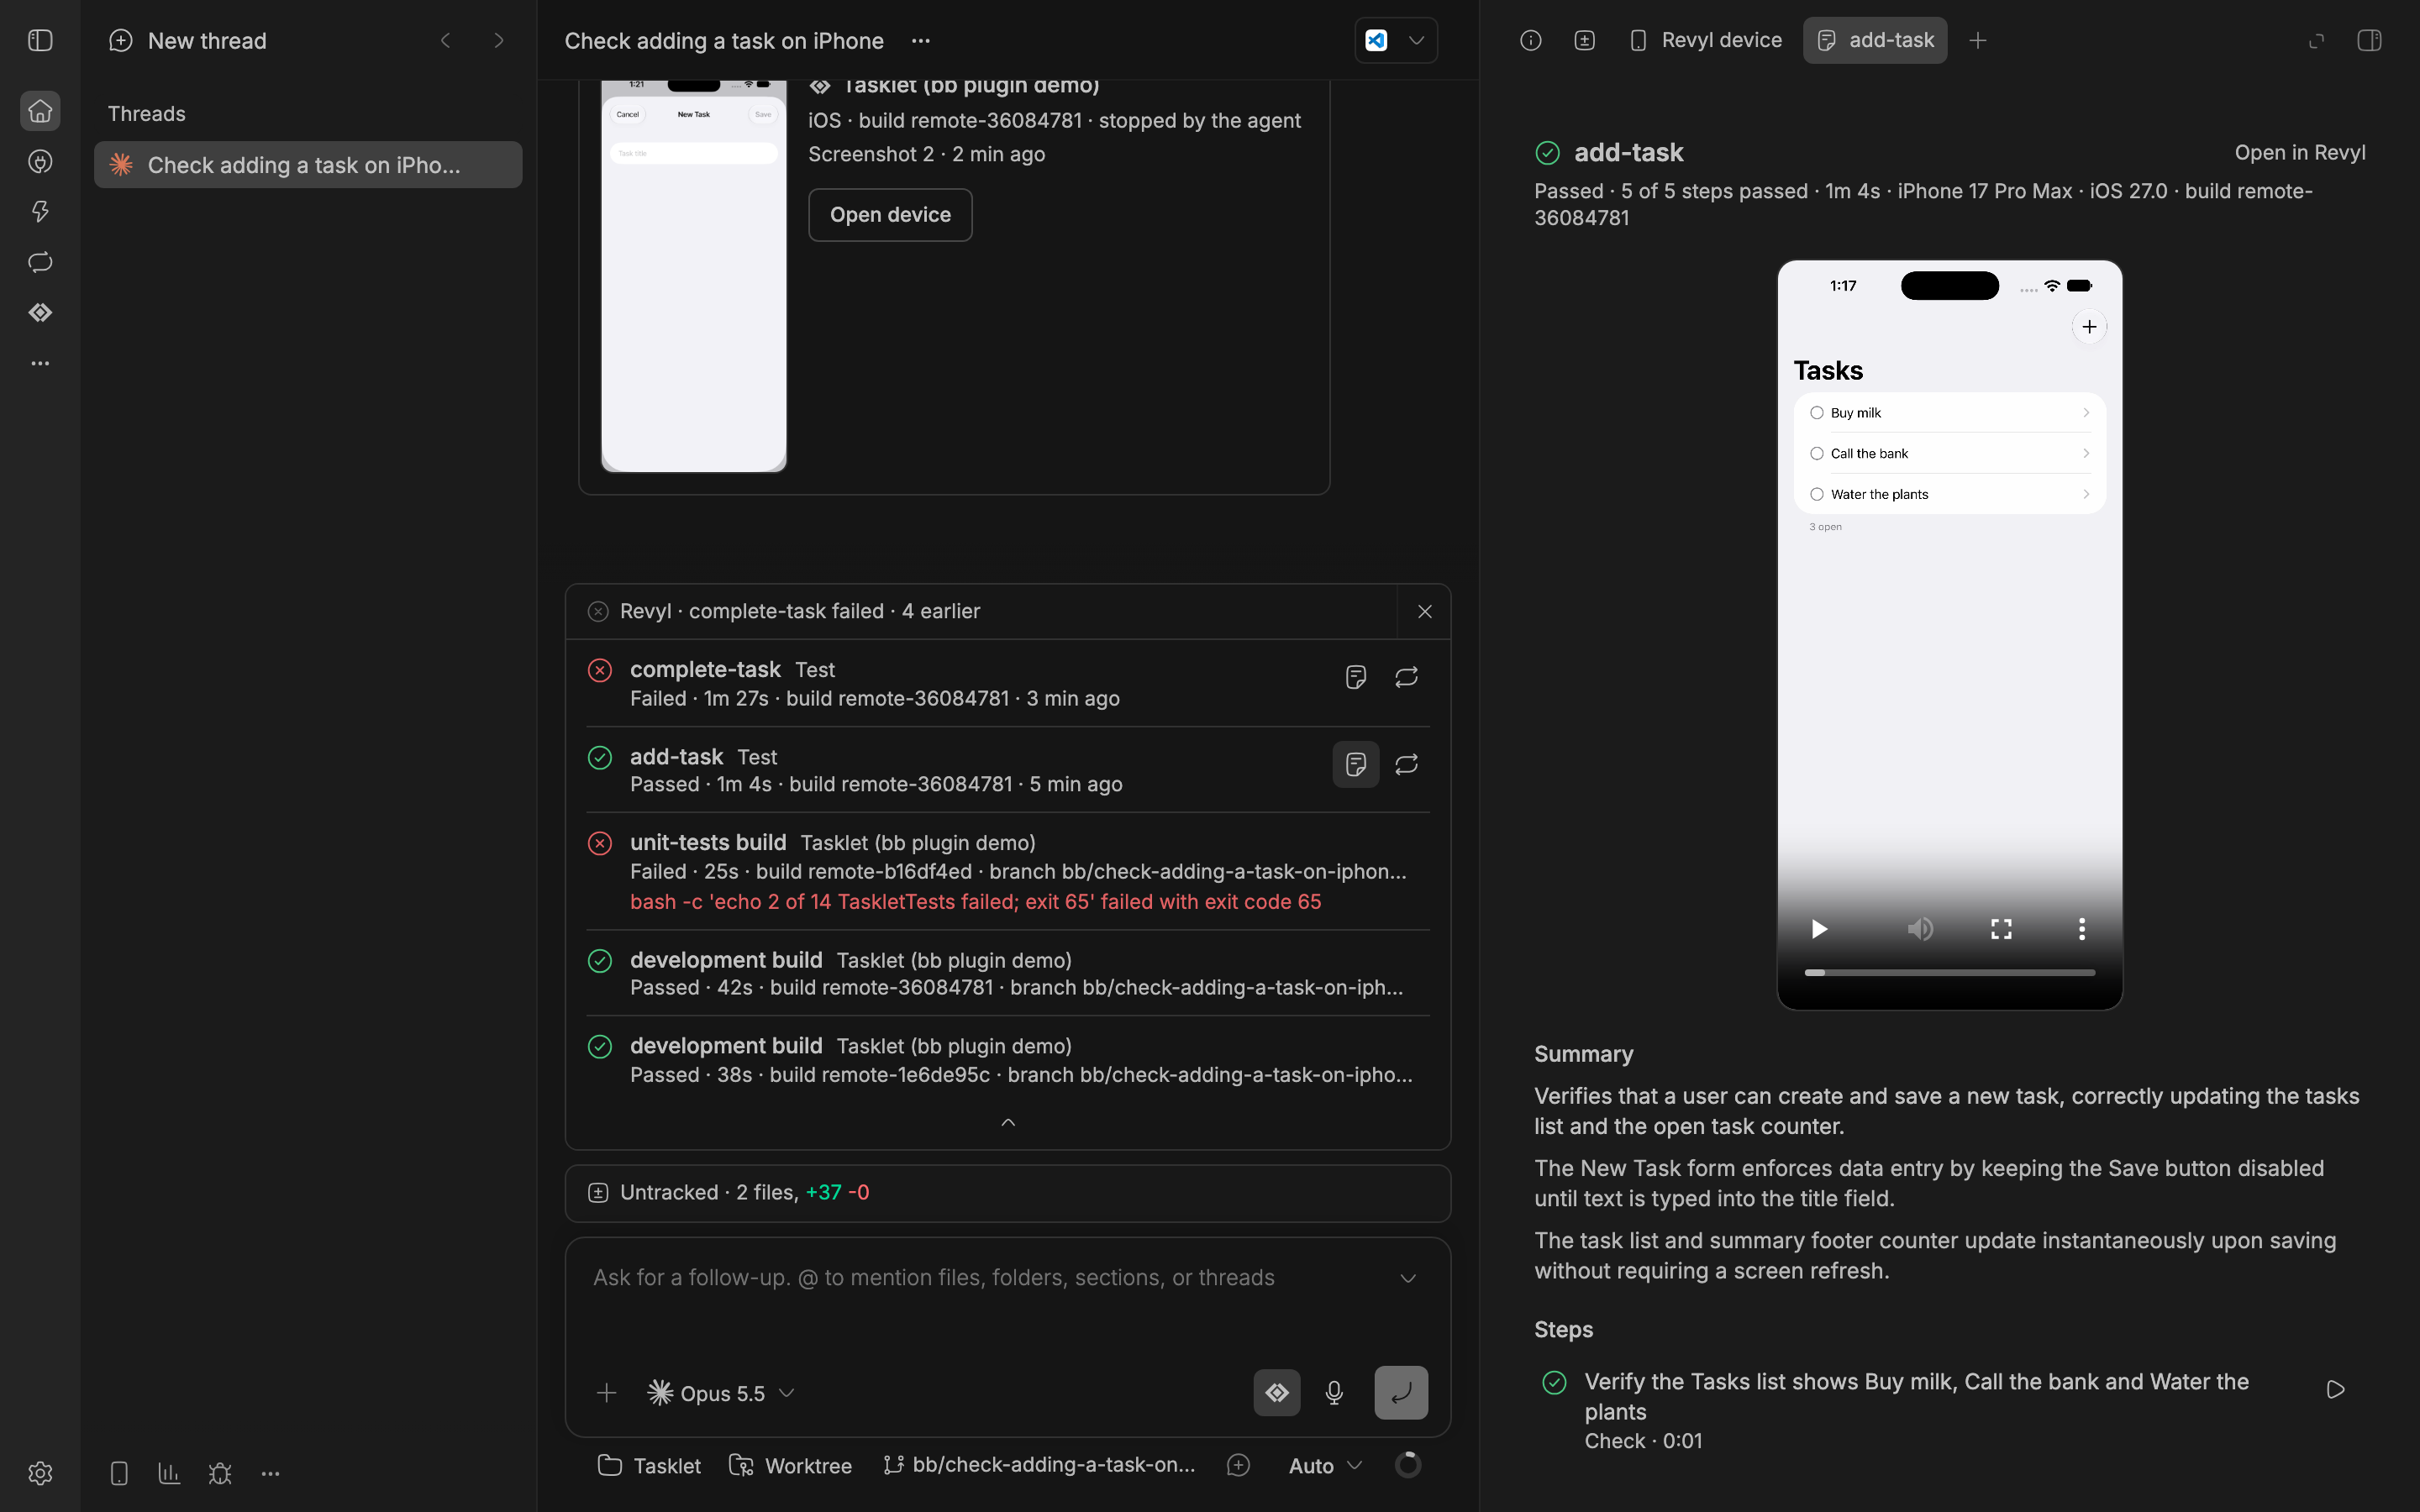 New thread
Threads
Check adding a task on iPho...
Check adding a task on iPhone
1:21
Cancel
New Task
Save
Task title
Tasklet (bb plugin demo)
iOS · build remote-36084781 · stopped by the agent
Screenshot 2 · 2 min ago
Open device
Revyl · complete-task failed · 4 earlier
complete-task Test
Failed · 1m 27s · build remote-36084781 · 3 min ago
add-task Test
Passed · 1m 4s · build remote-36084781 · 5 min ago
unit-tests build Tasklet (bb plugin demo)
Failed · 25s · build remote-b16df4ed · branch bb/check-adding-a-task-on-iphon...
bash -c 'echo 2 of 14 TaskletTests failed; exit 65' failed with exit code 65
development build Tasklet (bb plugin demo)
Passed · 42s · build remote-36084781 · branch bb/check-adding-a-task-on-iph...
development build Tasklet (bb plugin demo)
Passed · 38s · build remote-1e6de95c · branch bb/check-adding-a-task-on-ipho...
Untracked · 2 files, +37 -0
Ask for a follow-up. @ to mention files, folders, sections, or threads
Opus 5.5
Tasklet
Worktree
bb/check-adding-a-task-on...
Auto
Revyl device
add-task
add-task
Open in Revyl
Passed · 5 of 5 steps passed · 1m 4s · iPhone 17 Pro Max · iOS 27.0 · build remote-
36084781
1:17
Tasks
Buy milk
Call the bank
Water the plants
3 open
Summary
Verifies that a user can create and save a new task, correctly updating the tasks
list and the open task counter.
The New Task form enforces data entry by keeping the Save button disabled
until text is typed into the title field.
The task list and summary footer counter update instantaneously upon saving
without requiring a screen refresh.
Steps
Verify the Tasks list shows Buy milk, Call the bank and Water the
plants
Check · 0:01